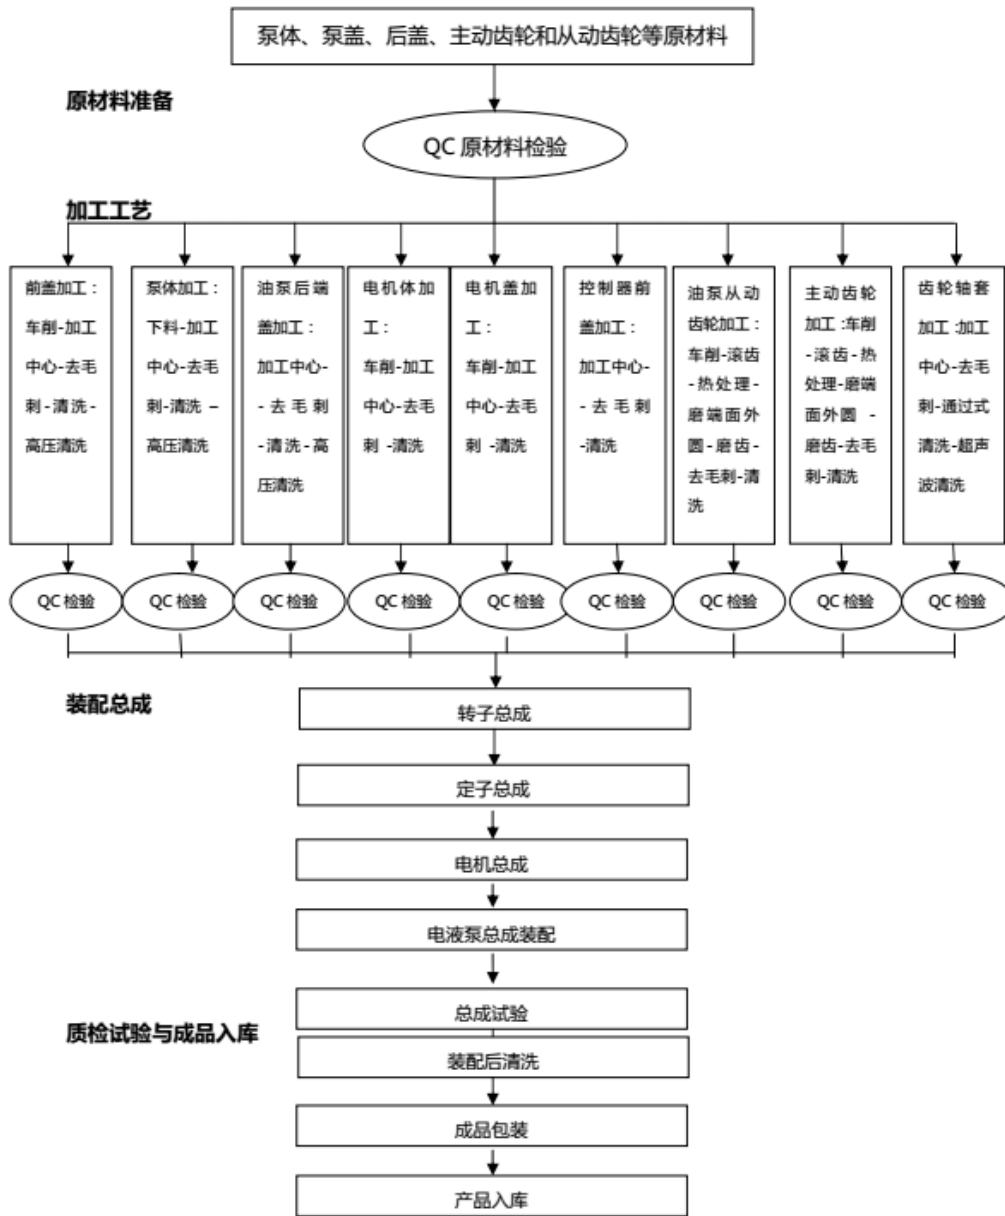 泵体、泵盖、后盖、主动齿轮和从动齿轮等原材料
原材料准备
QC 原材料检验
加工工艺
前盖加工：
车削-加工
中心-去毛
刺-清洗-
高压清洗
泵体加工：
下料-加工
中心-去毛
刺-清洗 –
高压清洗
油泵后端
盖加工：
加工中心-
-去毛刺
-清洗-高
压清洗
电机体加
工：
车削-加工
中心-去毛
刺 -清洗
电机盖加
工：
车削-加工
中心-去毛
刺 -清洗
控制器前
盖加工：
加工中心-
-去毛刺
-清洗
油泵从动
齿轮加工：
车削-滚齿
-热处理-
磨端面外
圆-磨齿-
去毛刺-清
洗
主动齿轮
加工:车削
-滚齿-热
处理-磨端
面外圆 -
磨齿-去毛
刺-清洗
齿轮轴套
加工:加工
中心-去毛
刺-通过式
清洗-超声
波清洗
QC 检验
QC 检验
QC 检验
QC 检验
QC 检验
QC 检验
QC 检验
QC 检验
QC 检验
装配总成
转子总成
定子总成
电机总成
电液泵总成装配
质检试验与成品入库
总成试验
装配后清洗
成品包装
产品入库